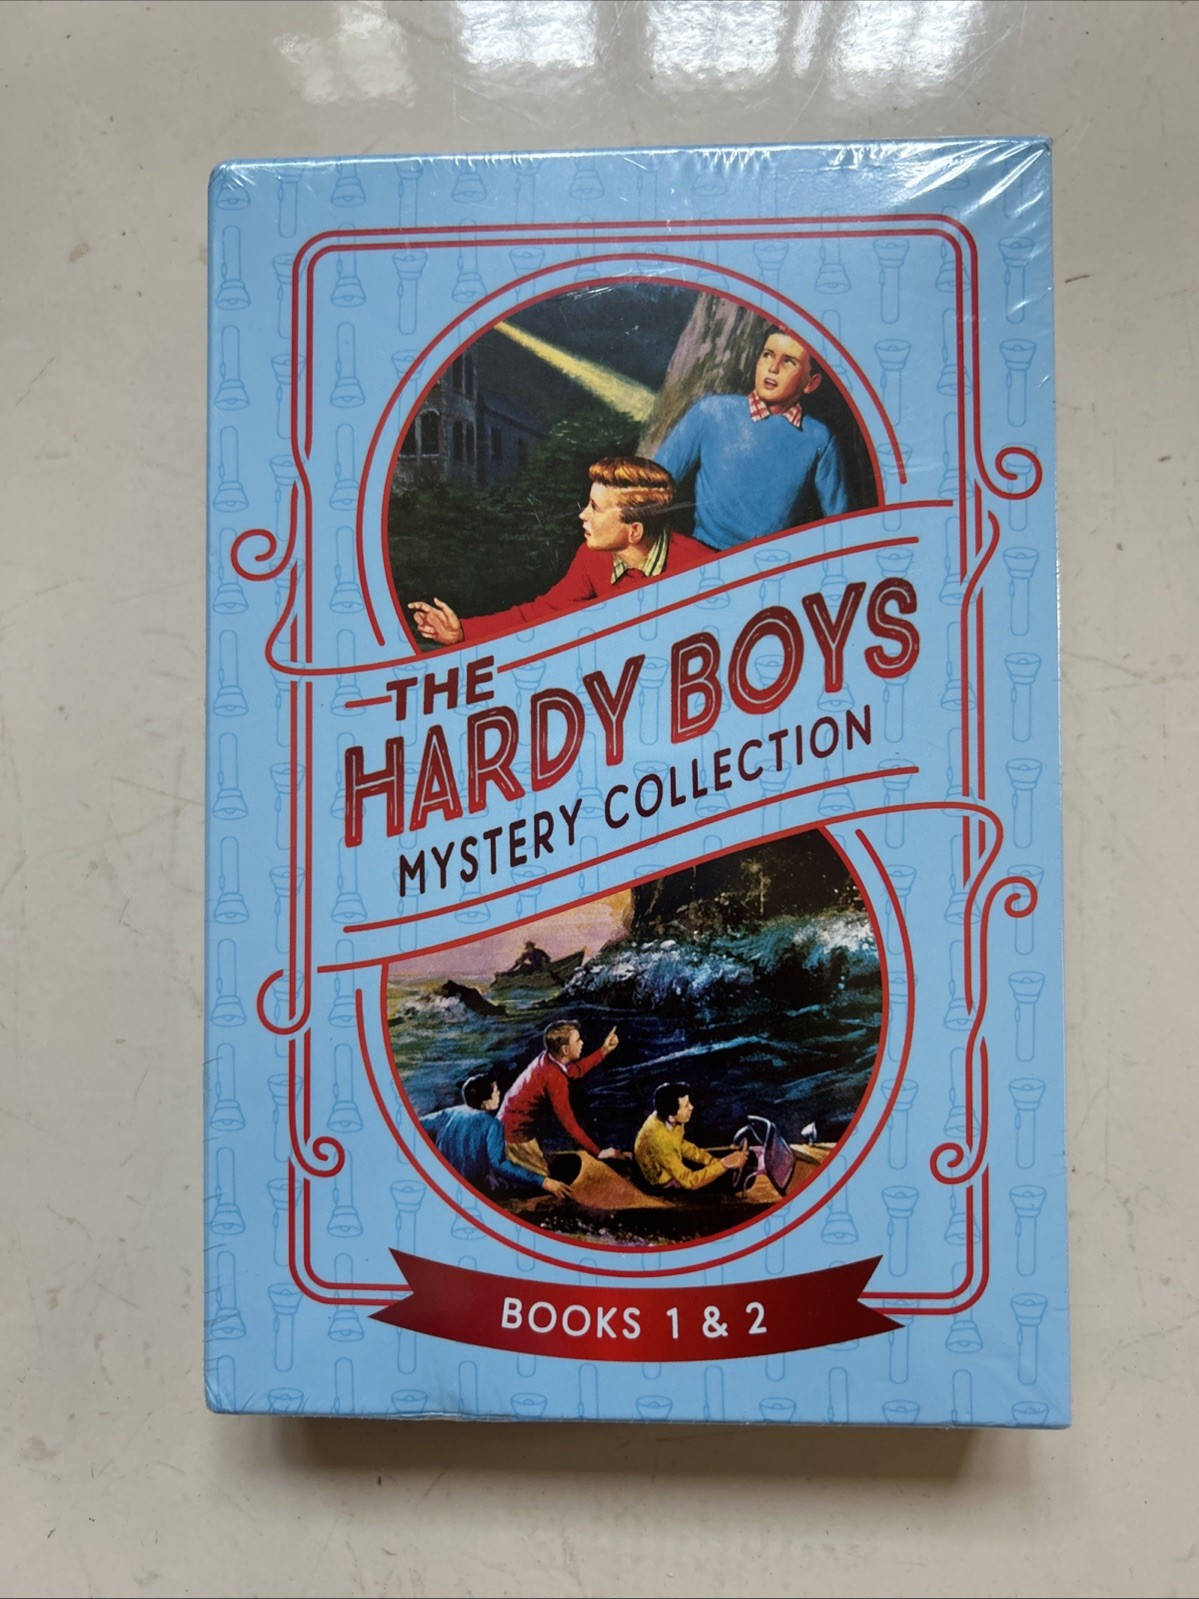 THE
HARDY BOYS
MYSTERY COLLECTION
BOOKS 1 & 2